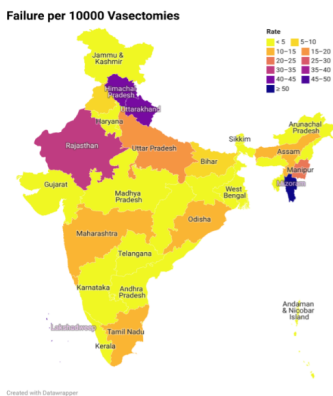 Failure per 10000 Vasectomies
Rate
< 5
5–10
10–15
15–20
20–25
25–30
30–35
35–40
40–45
45–50
≥ 50
Jammu &
Kashmir
Himachal
Pradesh
Uttarakhand
Haryana
Rajasthan
Uttar Pradesh
Bihar
Sikkim
Arunachal
Pradesh
Assam
Manipur
Mizoram
Gujarat
Madhya
Pradesh
West
Bengal
Odisha
Maharashtra
Telangana
Karnataka
Andhra
Pradesh
Andaman
& Nicobar
Island
Lakshadweep
Tamil Nadu
Kerala
Created with Datawrapper